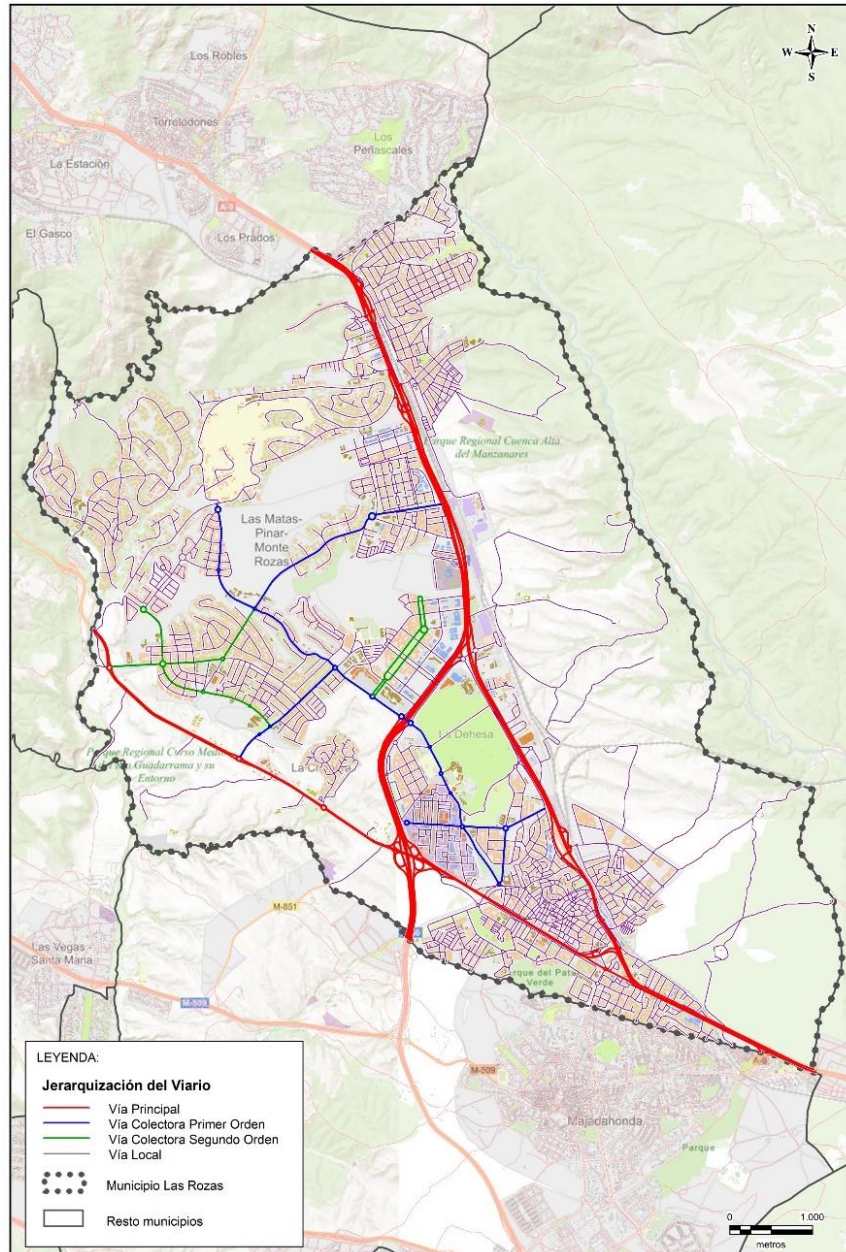 N
W E
S
Los Robles
Torrelodones
Los
Peñascales
La Estación
A-6
El Gasco
Los Prados
Parque Regional Cuenca Alta
del Manzanares
Las Matas-
Pinar-
Monte
Rozas
La Dehesa
Parque Regional Curso Medio
Guadarrama y su
Entorno
M-851
Las Vegas -
Santa María
M-509
Verde
A-6
M-509
Majadahonda
Parque
LEYENDA:
Jerarquización del Viario
Vía Principal
Vía Colectora Primer Orden
Vía Colectora Segundo Orden
Vía Local
Municipio Las Rozas
Resto municipios
0 1.000
metros